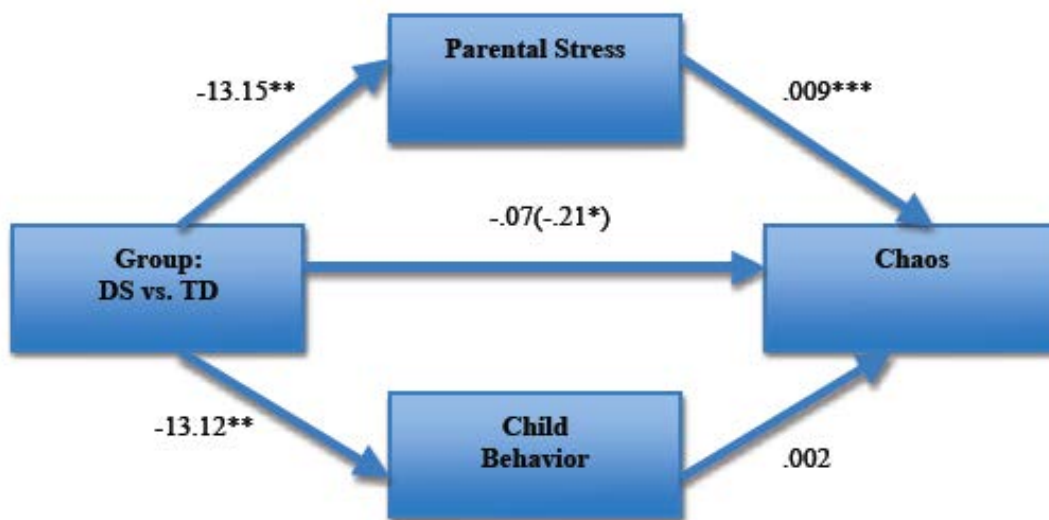 Parental Stress
-13.15**
.009***
-.07(-.21*)
Group:
DS vs. TD
Chaos
-13.12**
Child
Behavior
.002